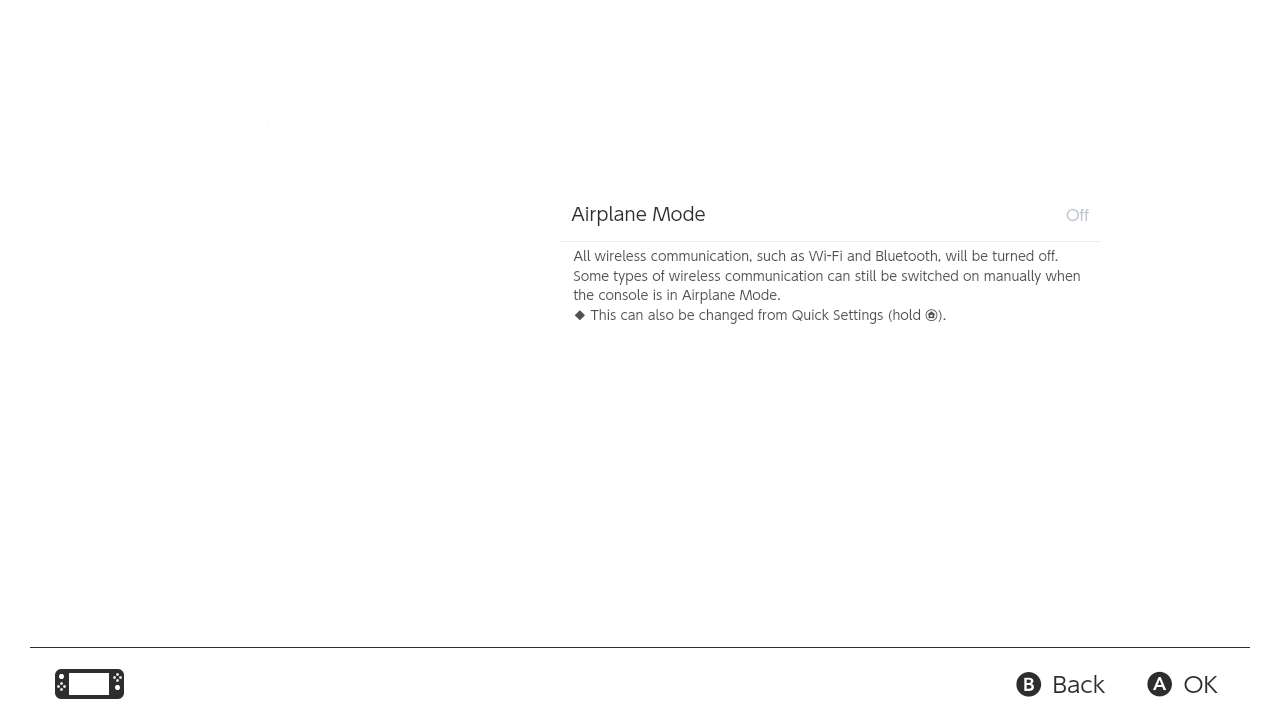 Airplane Mode Off
All wireless communication, such as Wi-Fi and Bluetooth, will be turned off.
Some types of wireless communication can still be switched on manually when
the console is in Airplane Mode.
◆ This can also be changed from Quick Settings (hold ).
B Back A OK